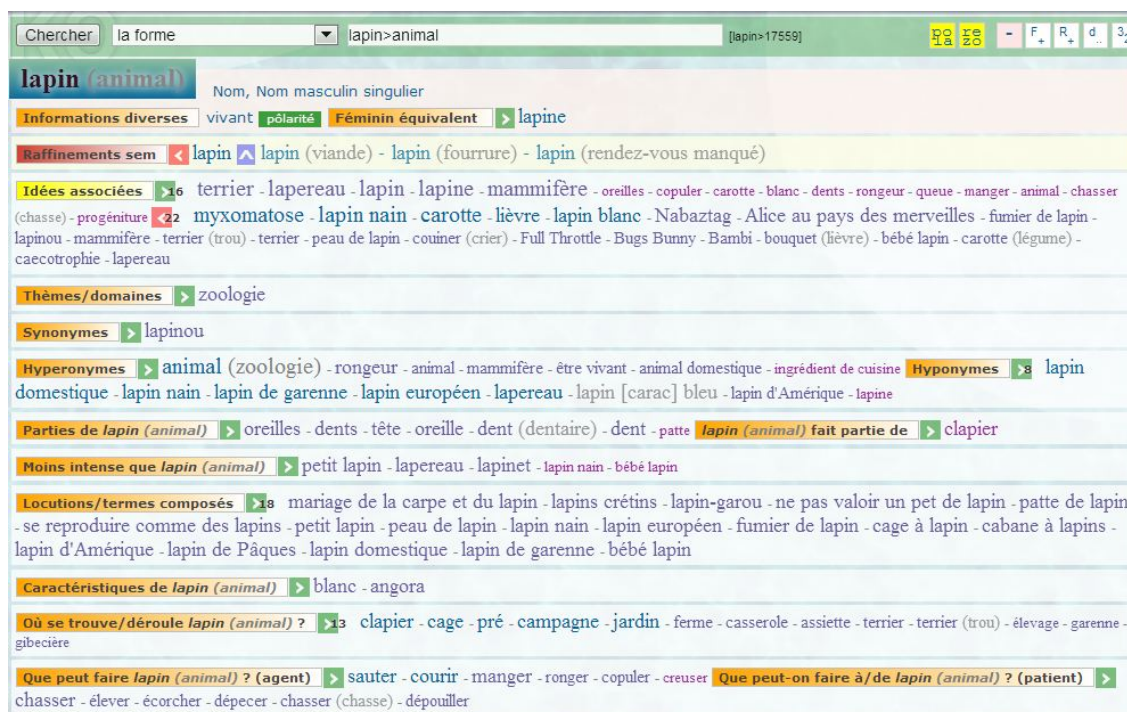 Chercher la forme lapin>animal [lapin>17559] po la re zo - F+ R+ d..
lapin (animal) Nom, Nom masculin singulier
Informations diverses vivant pôlarité Féminin équivalent > lapine
Raffinements sem < lapin ^ lapin (viande) - lapin (fourrure) - lapin (rendez-vous manqué)
Idées associées >16 terrier - lapereau - lapin - lapine - mammifère - oreilles - copuler - carotte - blanc - dents - rongeur - queue - manger - animal - chasser
(chasse) - progéniture <22 myxomatose - lapin nain - carotte - lièvre - lapin blanc - Nabaztag - Alice au pays des merveilles - fumier de lapin -
lapinou - mammifère - terrier (trou) - terrier - peau de lapin - couiner (crier) - Full Throttle - Bugs Bunny - Bambi - bouquet (lièvre) - bébé lapin - carotte (légume) -
caecotrophie - lapereau
Thèmes/domaines > zoologie
Synonymes > lapinou
Hyperonymes > animal (zoologie) - rongeur - animal - mammifère - être vivant - animal domestique - ingrédient de cuisine Hyponymes >8 lapin
domestique - lapin nain - lapin de garenne - lapin européen - lapereau - lapin [carac] bleu - lapin d'Amérique - lapine
Parties de lapin (animal) > oreilles - dents - tête - oreille - dent (dentaire) - dent - patte lapin (animal) fait partie de > clapier
Moins intense que lapin (animal) > petit lapin - lapereau - lapinet - lapin nain - bébé lapin
Locutions/termes composés >18 mariage de la carpe et du lapin - lapins crétins - lapin-garou - ne pas valoir un pet de lapin - patte de lapin
- se reproduire comme des lapins - petit lapin - peau de lapin - lapin nain - lapin européen - fumier de lapin - cage à lapin - cabane à lapins -
lapin d'Amérique - lapin de Pâques - lapin domestique - lapin de garenne - bébé lapin
Caractéristiques de lapin (animal) > blanc - angora
Où se trouve/déroule lapin (animal) ? >13 clapier - cage - pré - campagne - jardin - ferme - casserole - assiette - terrier - terrier (trou) - élevage - garenne -
gibecière
Que peut faire lapin (animal) ? (agent) > sauter - courir - manger - ronger - copuler - creuser Que peut-on faire à/de lapin (animal) ? (patient) >
chasser - élever - écorcher - dépecer - chasser (chasse) - dépouiller